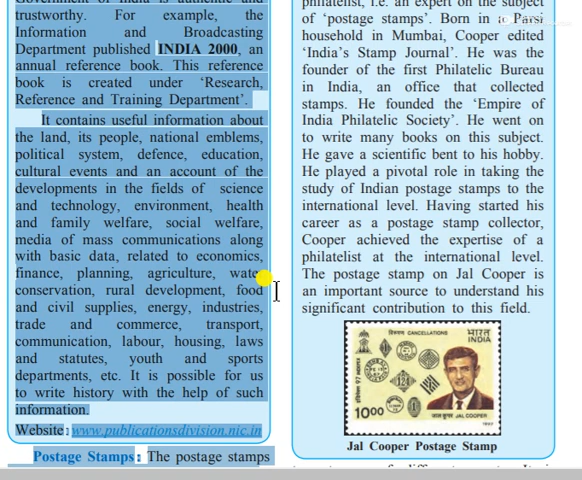 Government of India is authentic and
trustworthy. For example, the
Information and Broadcasting
Department published INDIA 2000, an
annual reference book. This reference
book is created under ‘Research,
Reference and Training Department’.
It contains useful information about
the land, its people, national emblems,
political system, defence, education,
cultural events and an account of the
developments in the fields of science
and technology, environment, health
and family welfare, social welfare,
media of mass communications along
with basic data, related to economics,
finance, planning, agriculture, water
conservation, rural development, food
and civil supplies, energy, industries,
trade and commerce, transport,
communication, labour, housing, laws
and statutes, youth and sports
departments, etc. It is possible for us
to write history with the help of such
information.
Website : www.publicationsdivision.nic.in
Postage Stamps : The postage stamps
philatelist, i.e. an expert on the subject
of ‘postage stamps’. Born in a Parsi
household in Mumbai, Cooper edited
‘India’s Stamp Journal’. He was the
founder of the first Philatelic Bureau
in India, an office that collected
stamps. He founded the ‘Empire of
India Philatelic Society’. He went on
to write many books on this subject.
He gave a scientific bent to his hobby.
He played a pivotal role in taking the
study of Indian postage stamps to the
international level. Having started his
career as a postage stamp collector,
Cooper achieved the expertise of a
philatelist at the international level.
The postage stamp on Jal Cooper is
an important source to understand his
significant contribution to this field.
CANCELLATIONS
भारत
INDIA
1000
JAL COOPER
Jal Cooper Postage Stamp